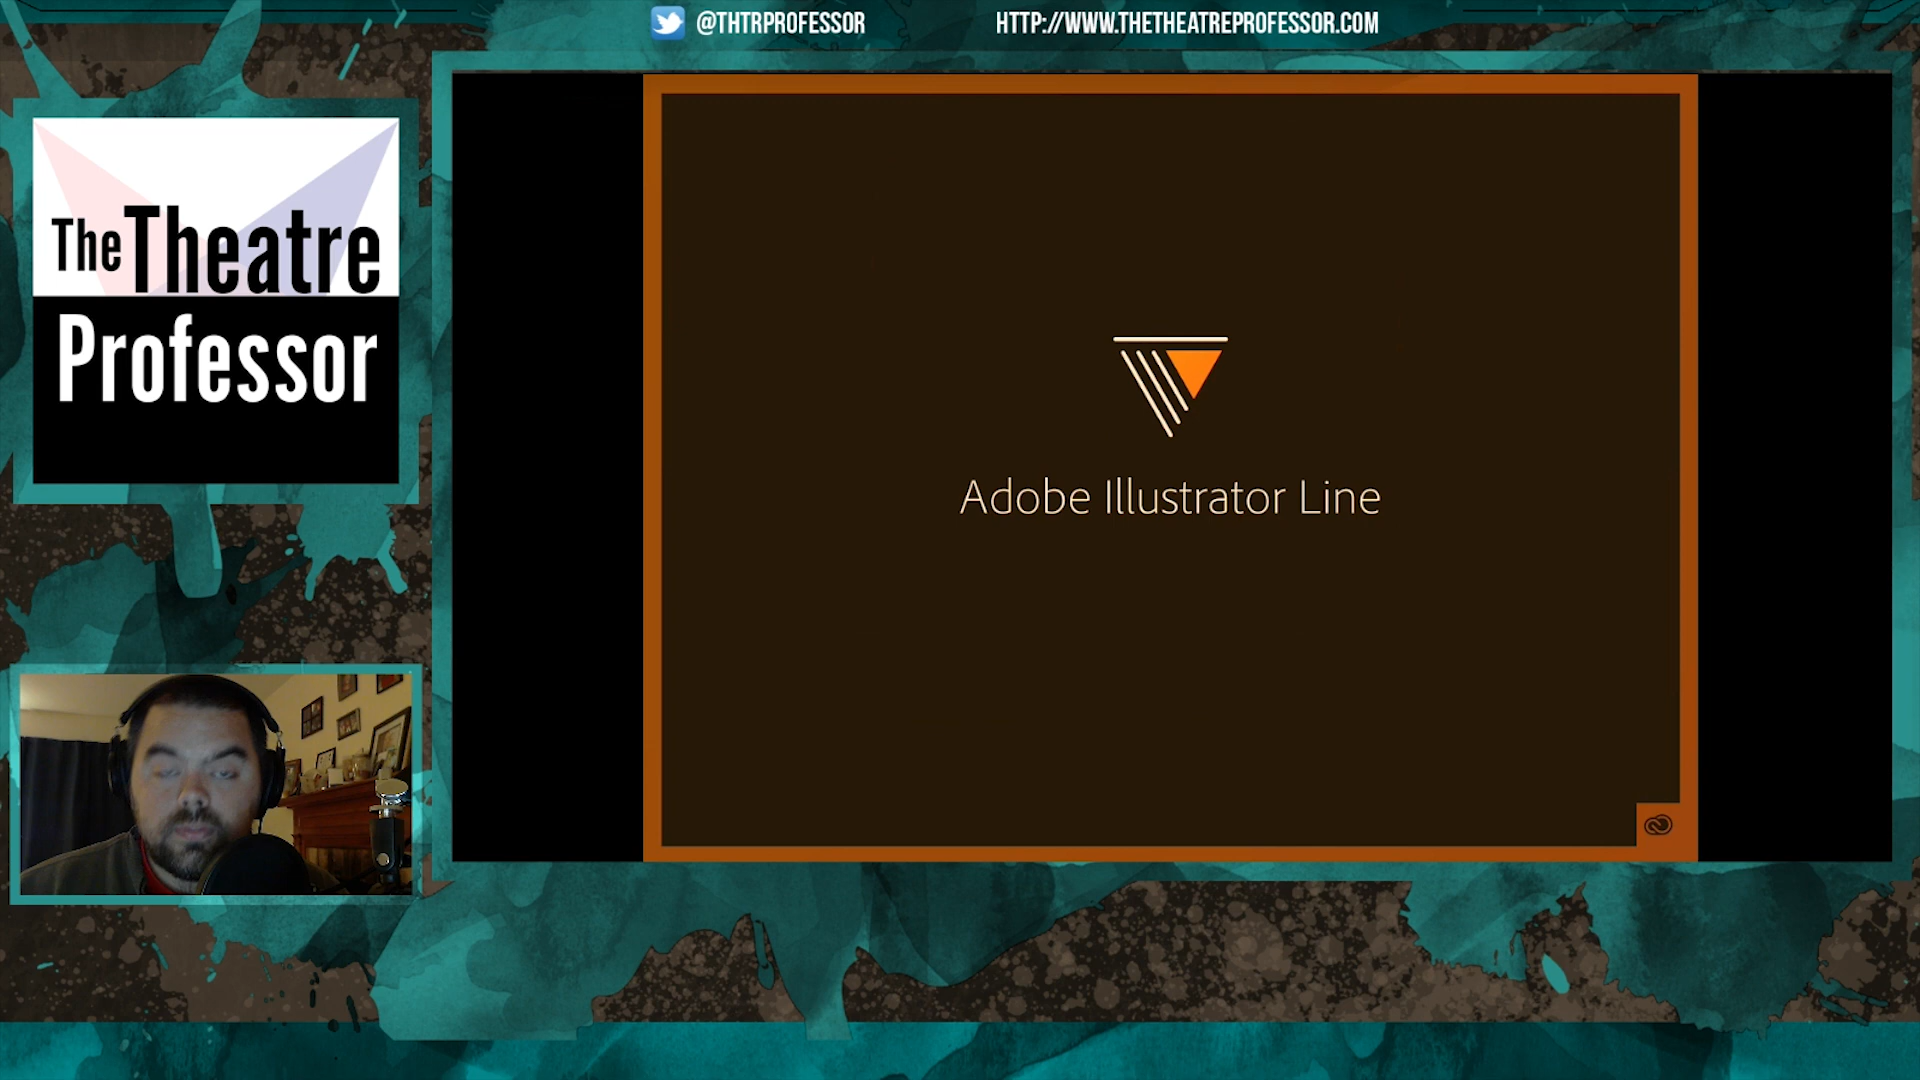 @THTRPROFESSOR
HTTP://WWW.THETHEATREPROFESSOR.COM
The Theatre
Professor
Adobe Illustrator Line